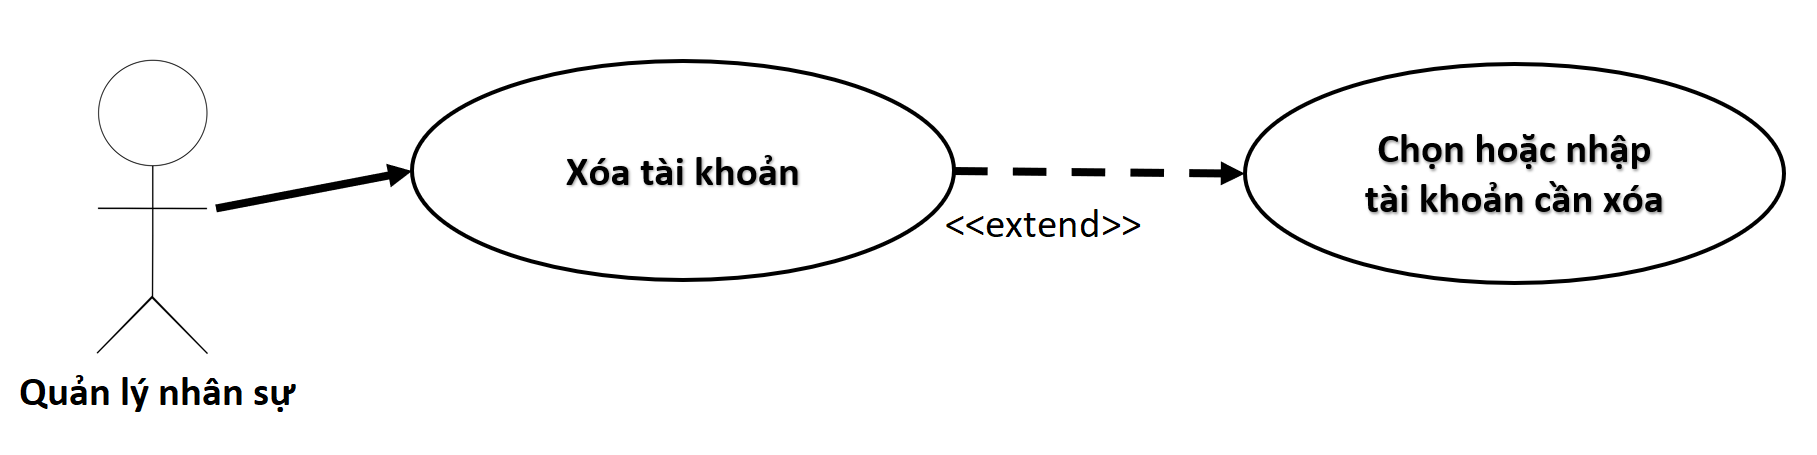 Xóa tài khoản
Chọn hoặc nhập
tài khoản cần xóa
<<extend>>
Quản lý nhân sự